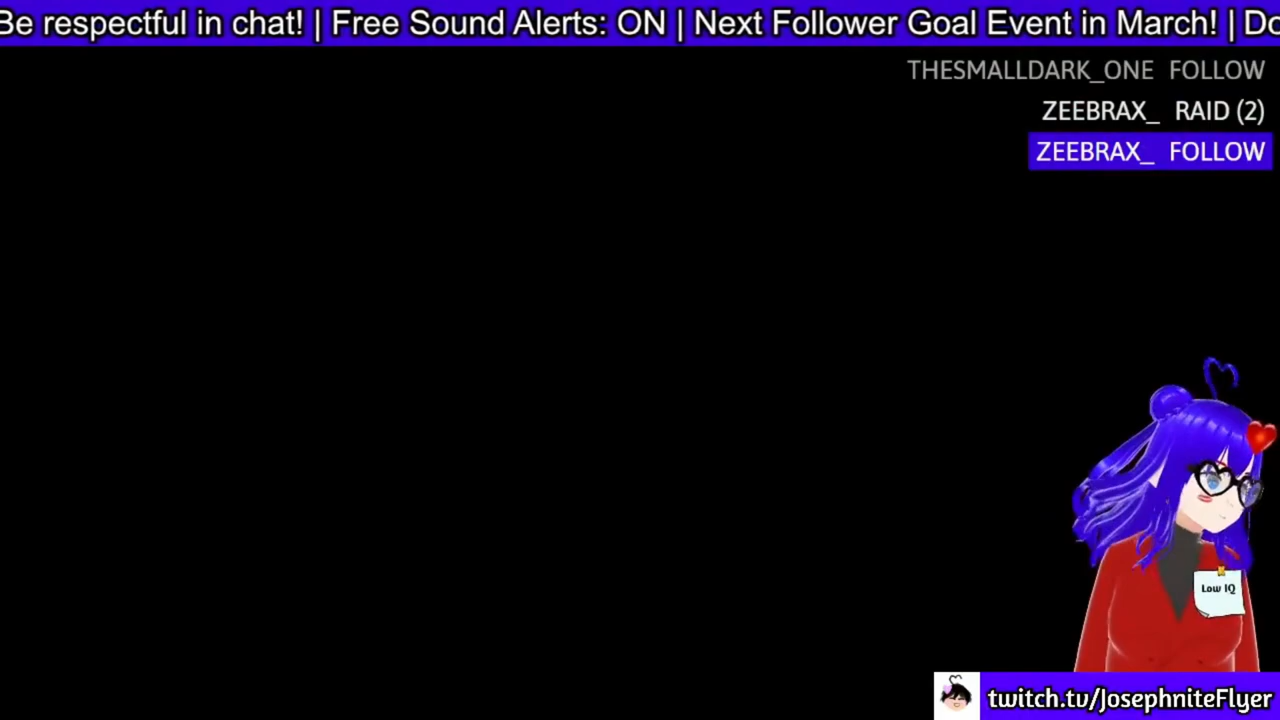 Be respectful in chat! | Free Sound Alerts: ON | Next Follower Goal Event in March! | Do
THESMALLDARK_ONE FOLLOW
ZEEBRAX_ RAID (2)
ZEEBRAX_ FOLLOW
Low IQ
twitch.tv/JosephniteFlyer